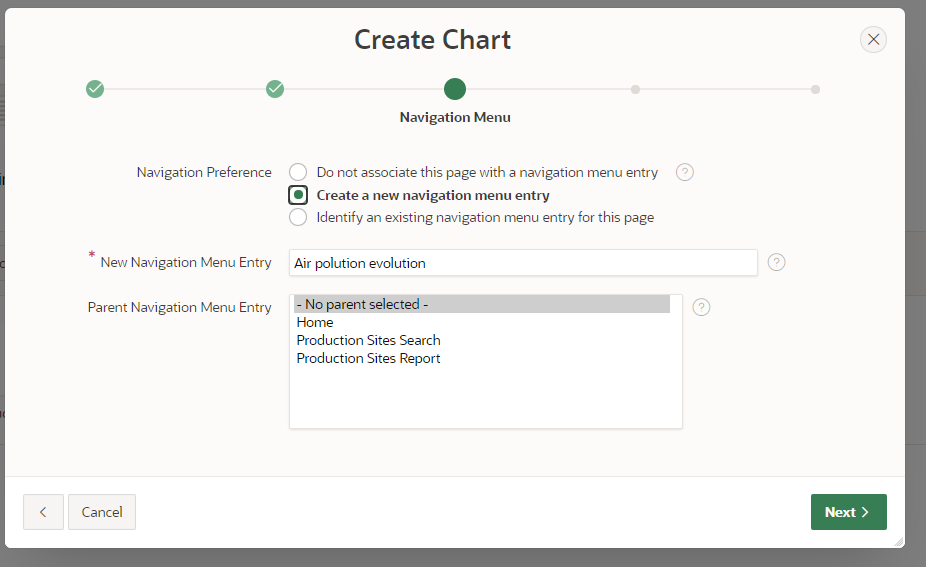 Create Chart
Navigation Menu
Navigation Preference
Do not associate this page with a navigation menu entry ?
Create a new navigation menu entry
Identify an existing navigation menu entry for this page
* New Navigation Menu Entry Air polution evolution ?
Parent Navigation Menu Entry - No parent selected - ?
Home
Production Sites Search
Production Sites Report
Cancel
Next